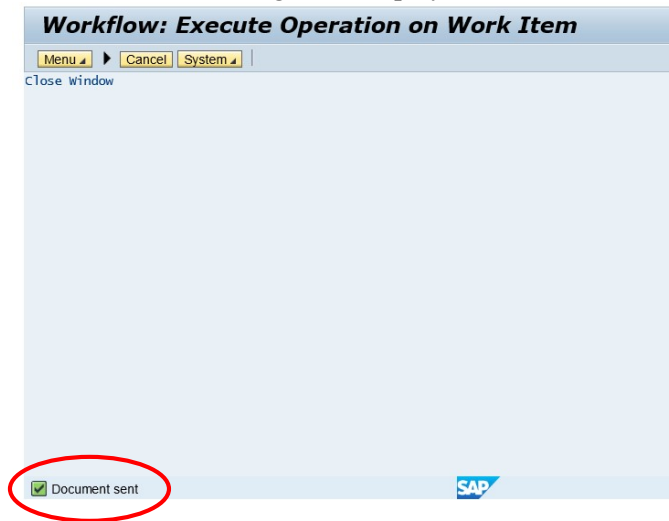 Workflow: Execute Operation on Work Item
Menu Cancel System
Close Window
Document sent SAP